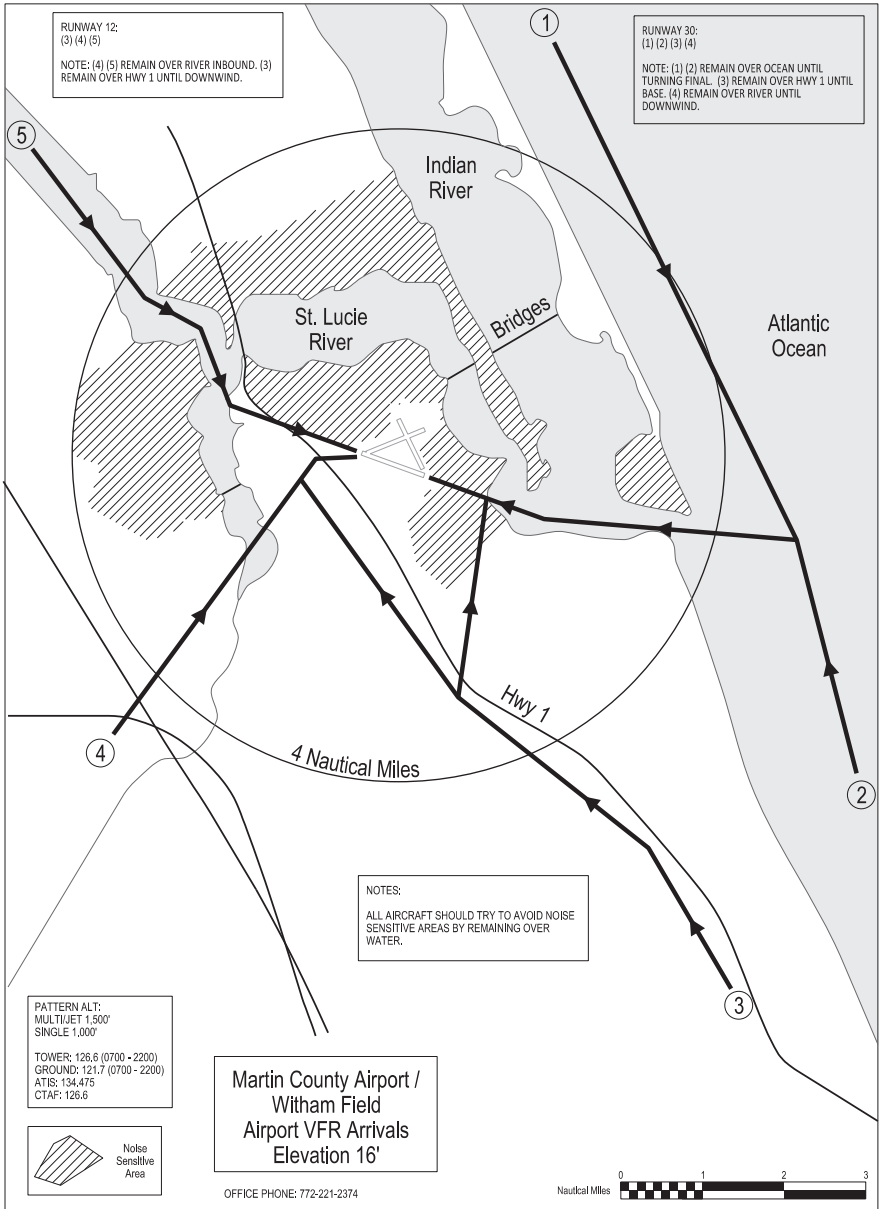 RUNWAY 12:
(3) (4) (5)
NOTE: (4) (5) REMAIN OVER RIVER INBOUND. (3)
REMAIN OVER HWY 1 UNTIL DOWNWIND.
1
RUNWAY 30:
(1) (2) (3) (4)
NOTE: (1) (2) REMAIN OVER OCEAN UNTIL
TURNING FINAL. (3) REMAIN OVER HWY 1 UNTIL
BASE. (4) REMAIN OVER RIVER UNTIL
DOWNWIND.
5
Indian
River
St. Lucie
River
Bridges
Atlantic
Ocean
Hwy 1
4
4 Nautical Miles
2
NOTES:
ALL AIRCRAFT SHOULD TRY TO AVOID NOISE
SENSITIVE AREAS BY REMAINING OVER
WATER.
3
PATTERN ALT:
MULTI/JET 1,500'
SINGLE 1,000'
TOWER: 126.6 (0700 - 2200)
GROUND: 121.7 (0700 - 2200)
ATIS: 134.475
CTAF: 126.6
Noise
Sensitive
Area
Martin County Airport /
Witham Field
Airport VFR Arrivals
Elevation 16'
OFFICE PHONE: 772-221-2374
Nautical Miles
0 1 2 3